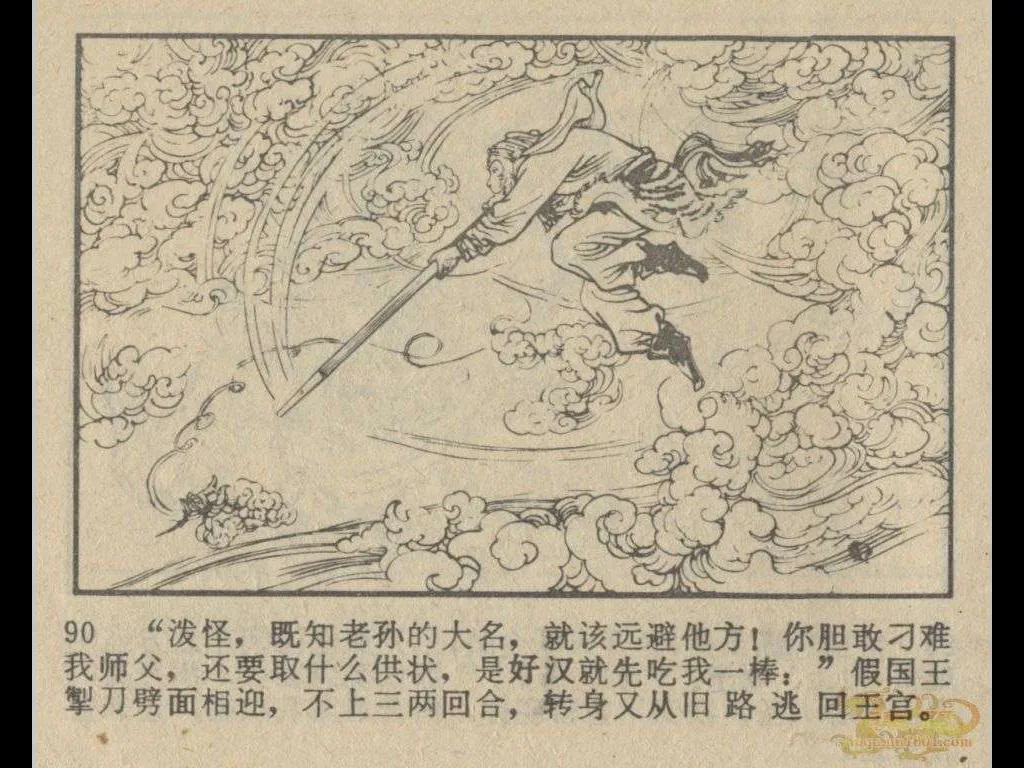 90 “泼怪，既知老孙的大名，就该远避他方！你胆敢刁难
我师父，还要取什么供状，是好汉就先吃我一棒：” 假国王
掣刀劈面相迎，不上三两回合，转身又从旧路逃回王宫。